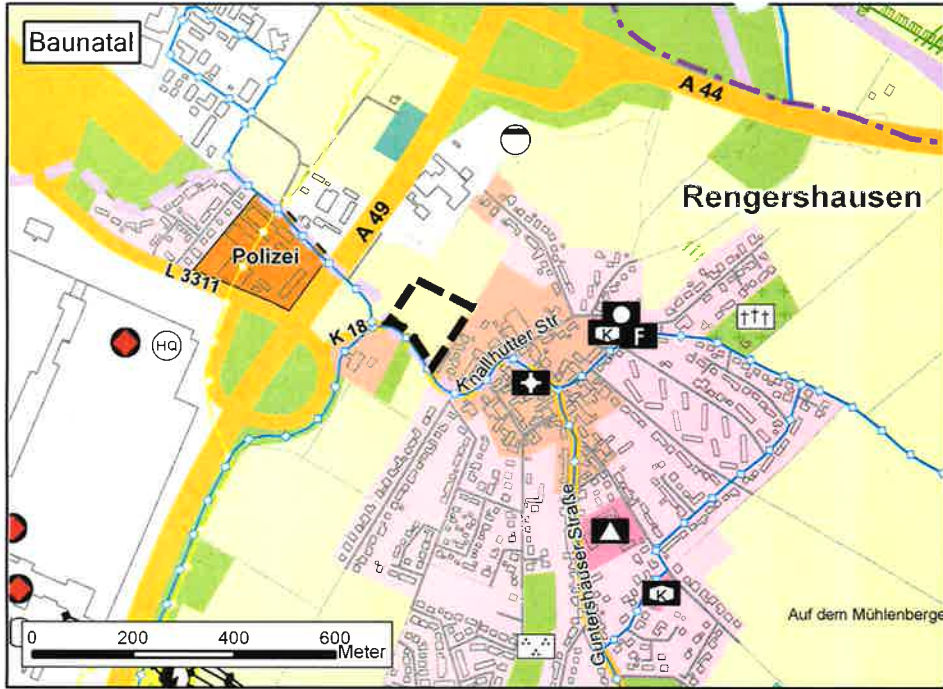 Baunatal
A 44
Rengershausen
A 49
Polizei
L 3311
K 18
HQ
Knallhütter Str
K
F
†††
Guntershäuser Straße
K
Auf dem Mühlenberge
0 200 400 600
Meter